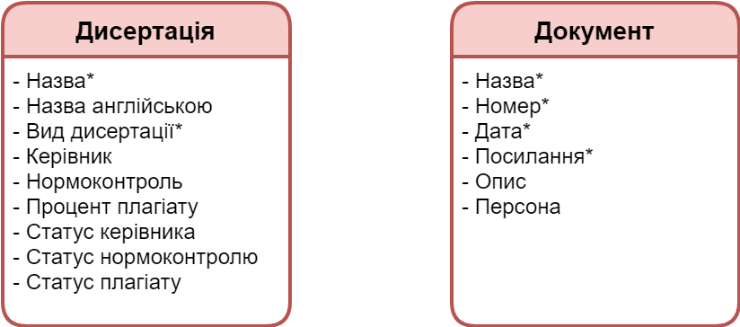 Дисертація
- Назва*
- Назва англійською
- Вид дисертації*
- Керівник
- Нормоконтроль
- Процент плагіату
- Статус керівника
- Статус нормоконтролю
- Статус плагіату
Документ
- Назва*
- Номер*
- Дата*
- Посилання*
- Опис
- Персона